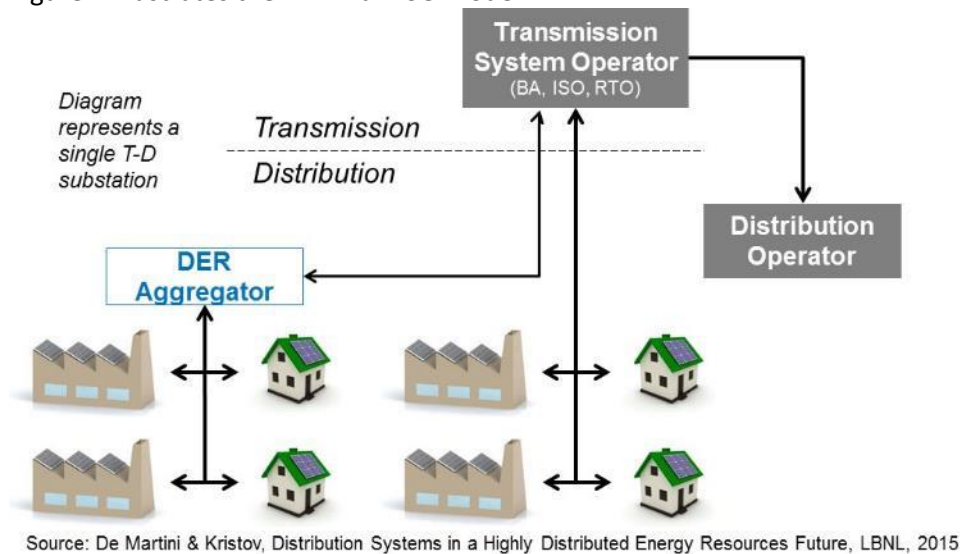 Transmission
System Operator
(BA, ISO, RTO)
Diagram
represents a
single T-D
substation
Transmission
Distribution
Distribution
Operator
DER
Aggregator
Source: De Martini & Kristov, Distribution Systems in a Highly Distributed Energy Resources Future, LBNL, 2015